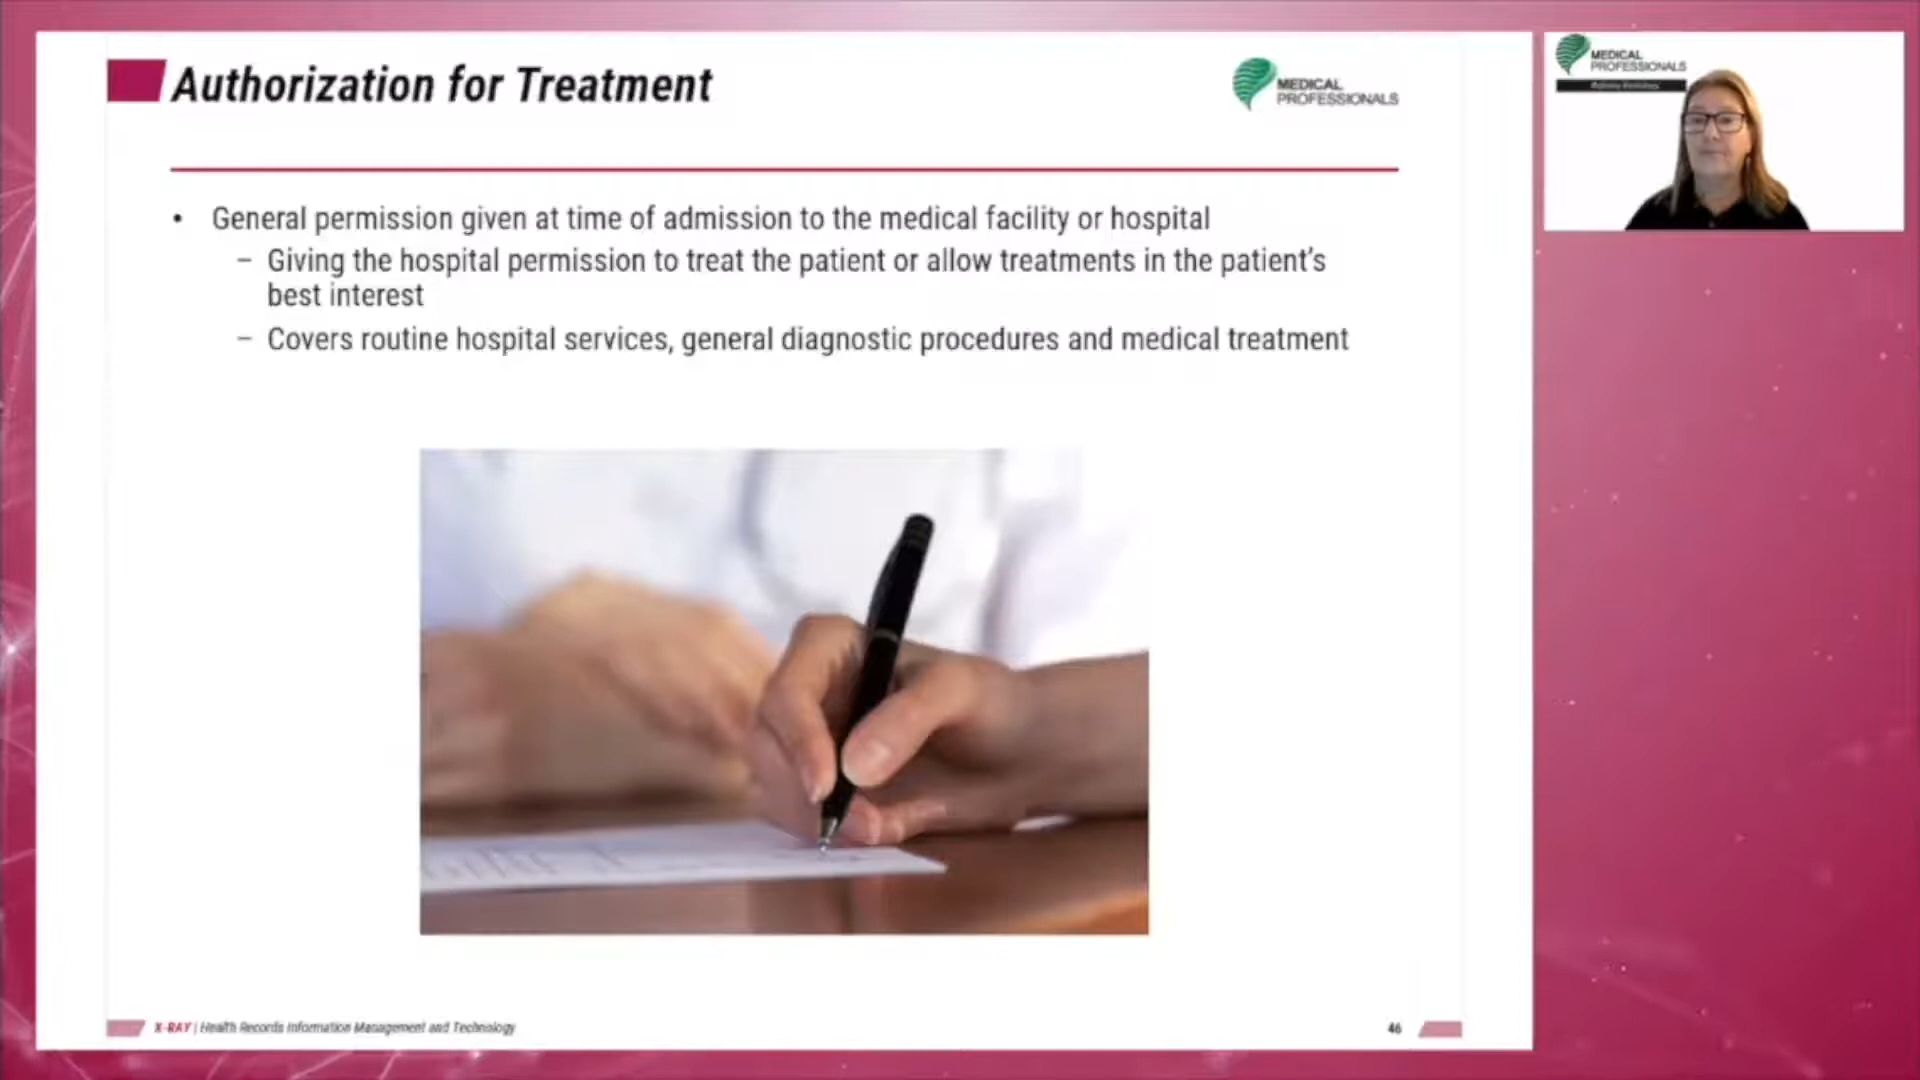 Authorization for Treatment
MEDICAL
PROFESSIONALS
• General permission given at time of admission to the medical facility or hospital
– Giving the hospital permission to treat the patient or allow treatments in the patient's
best interest
– Covers routine hospital services, general diagnostic procedures and medical treatment
X-RAY | Health Records Information Management and Technology
46
MEDICAL
PROFESSIONALS